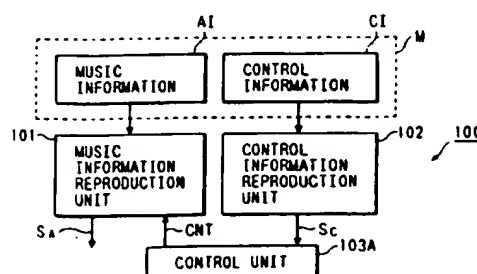 AI
CI
M
MUSIC
INFORMATION
CONTROL
INFORMATION
101
102
100
MUSIC
INFORMATION
REPRODUCTION
UNIT
CONTROL
INFORMATION
REPRODUCTION
UNIT
SA
CNT
SC
103A
CONTROL UNIT